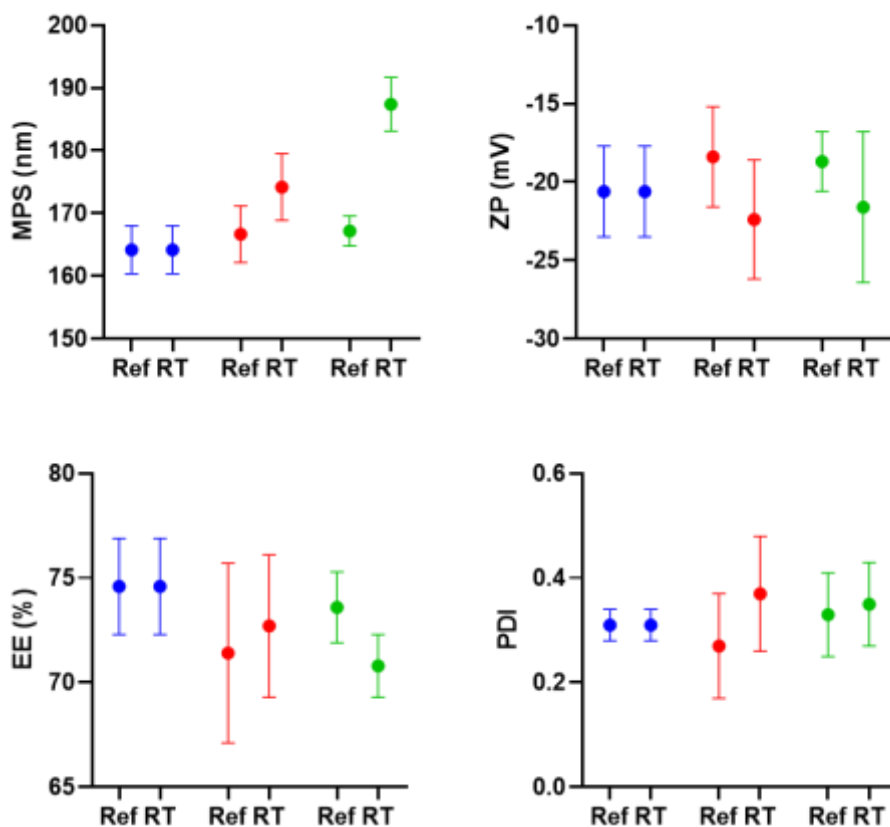 MPS (nm)
200
190
180
170
160
150
Ref RT Ref RT Ref RT
ZP (mV)
-10
-15
-20
-25
-30
Ref RT Ref RT Ref RT
EE (%)
80
75
70
65
Ref RT Ref RT Ref RT
PDI
0.6
0.4
0.2
0.0
Ref RT Ref RT Ref RT